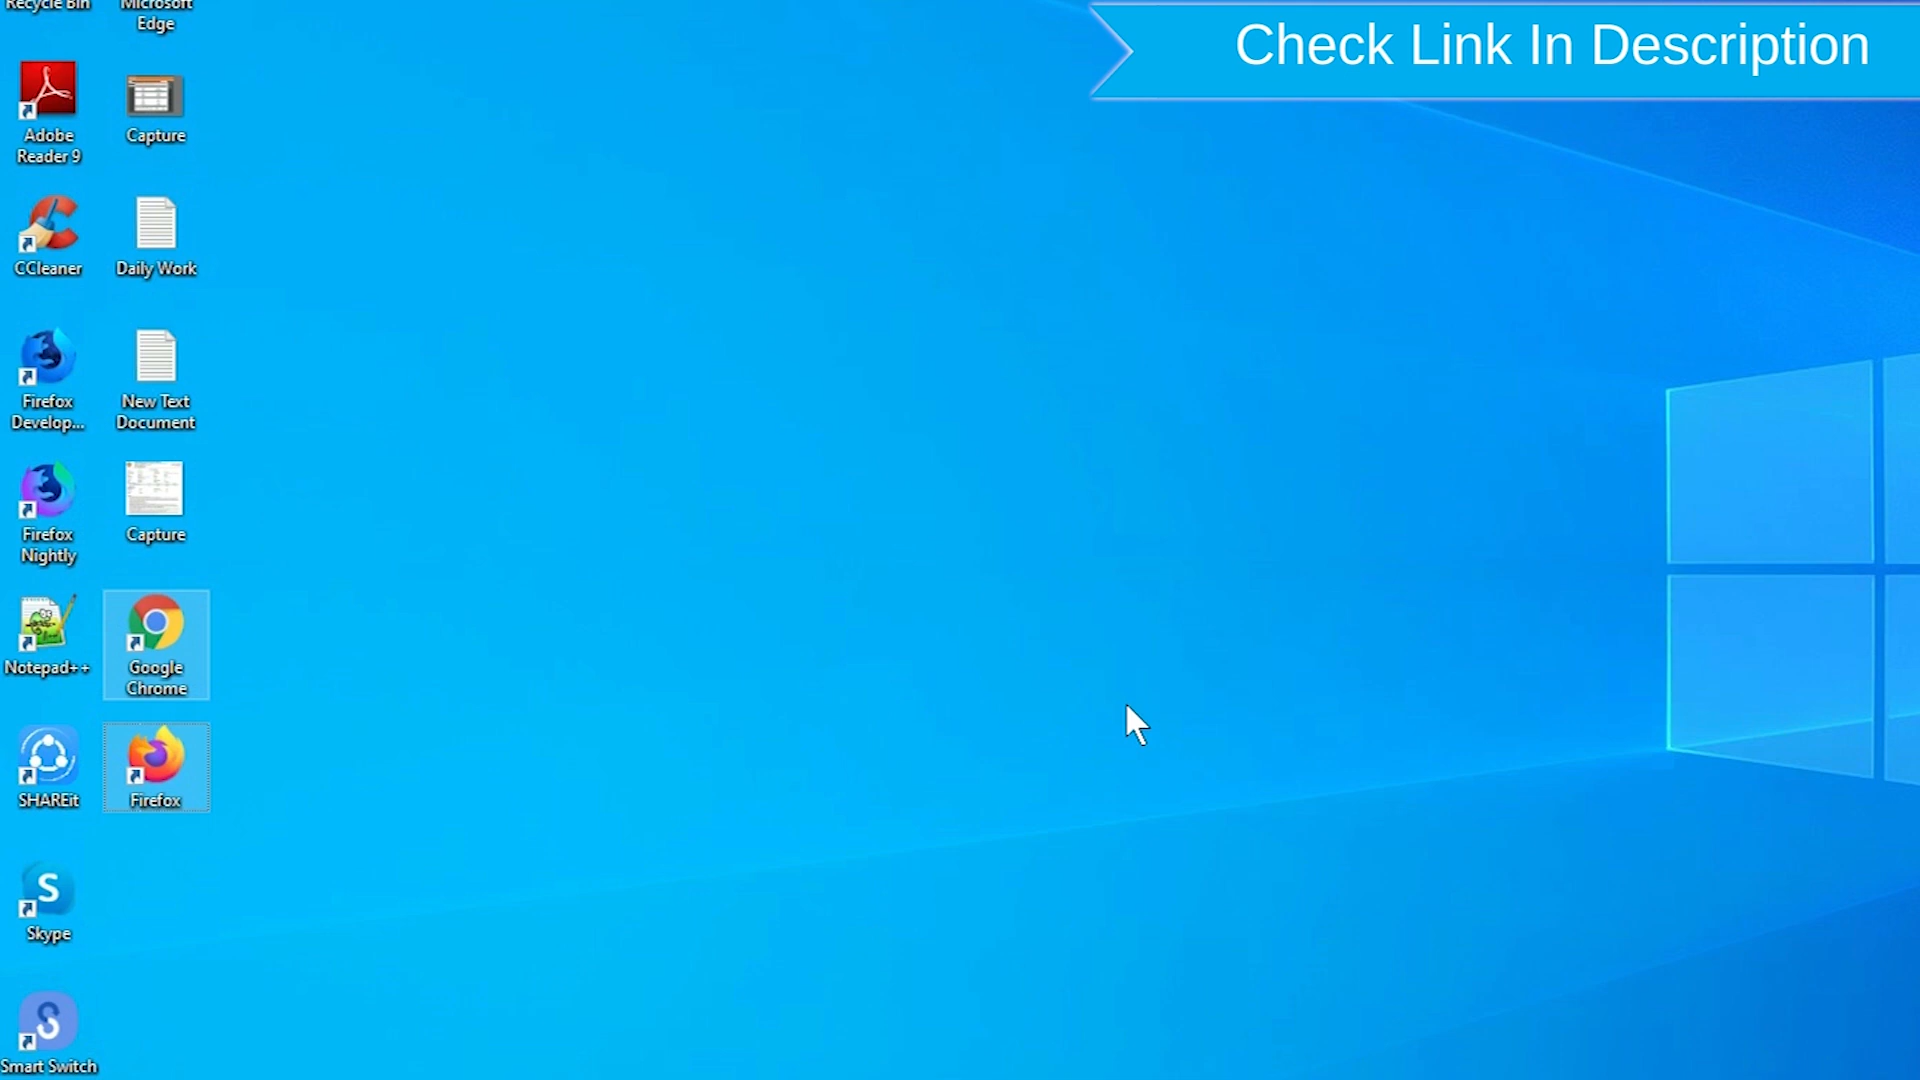 Recycle Bin
Microsoft
Edge
Check Link In Description
Adobe
Reader 9
Capture
CCleaner
Daily Work
Firefox
Develop...
New Text
Document
Firefox
Nightly
Capture
Notepad++
Google
Chrome
SHAREit
Firefox
Skype
Smart Switch